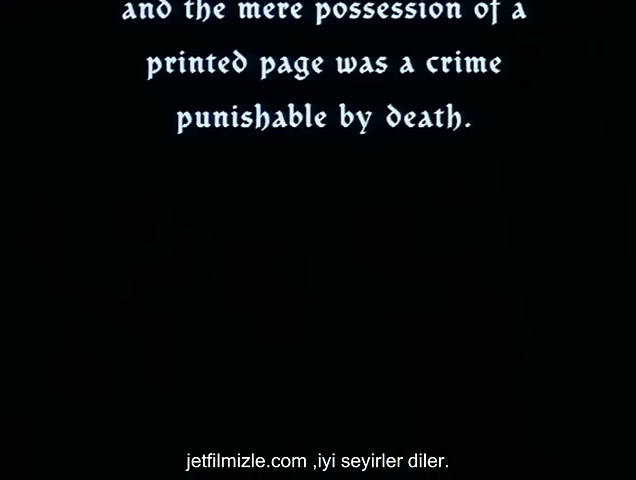 and the mere possession of a
printed page was a crime
punishable by death.
jetfilmizle.com ,iyi seyirler diler.